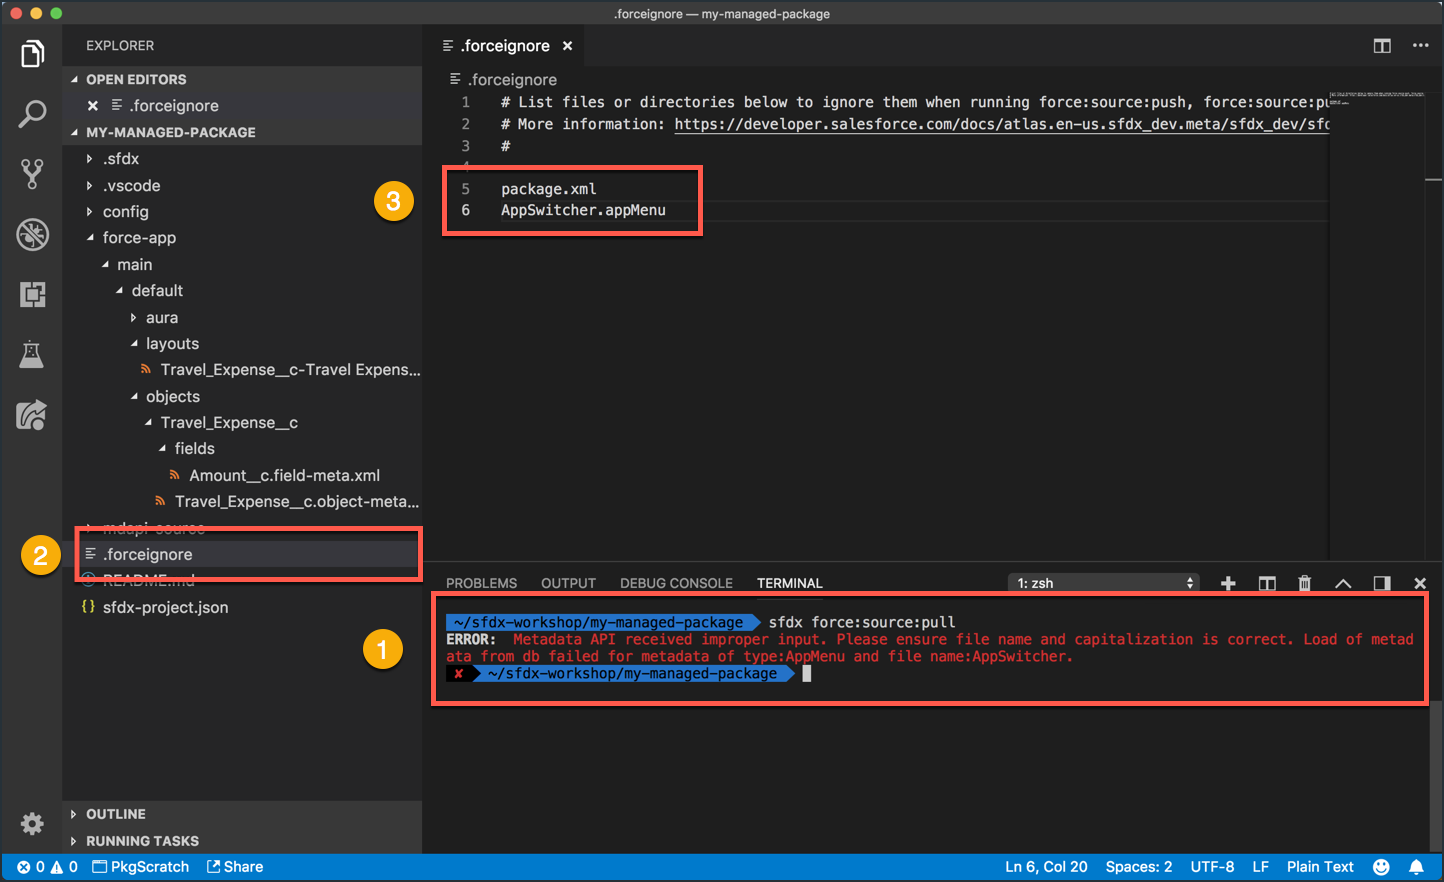 .forceignore — my-managed-package
EXPLORER
OPEN EDITORS
.forceignore
MY-MANAGED-PACKAGE
.sfdx
.vscode
config
force-app
main
default
aura
layouts
Travel_Expense__c-Travel Expens...
objects
Travel_Expense__c
fields
Amount__c.field-meta.xml
Travel_Expense__c.object-meta...
mdapi-source
.forceignore
README.md
{} sfdx-project.json
OUTLINE
RUNNING TASKS
2
3
1
.forceignore
.forceignore
1 # List files or directories below to ignore them when running force:source:push, force:source:pu
2 # More information: https://developer.salesforce.com/docs/atlas.en-us.sfdx_dev.meta/sfdx_dev/sfd
3 #
4
5 package.xml
6 AppSwitcher.appMenu
PROBLEMS OUTPUT DEBUG CONSOLE TERMINAL 1: zsh
~/sfdx-workshop/my-managed-package sfdx force:source:pull
ERROR: Metadata API received improper input. Please ensure file name and capitalization is correct. Load of metad
ata from db failed for metadata of type:AppMenu and file name:AppSwitcher.
✘ ~/sfdx-workshop/my-managed-package
0 0 PkgScratch Share Ln 6, Col 20 Spaces: 2 UTF-8 LF Plain Text